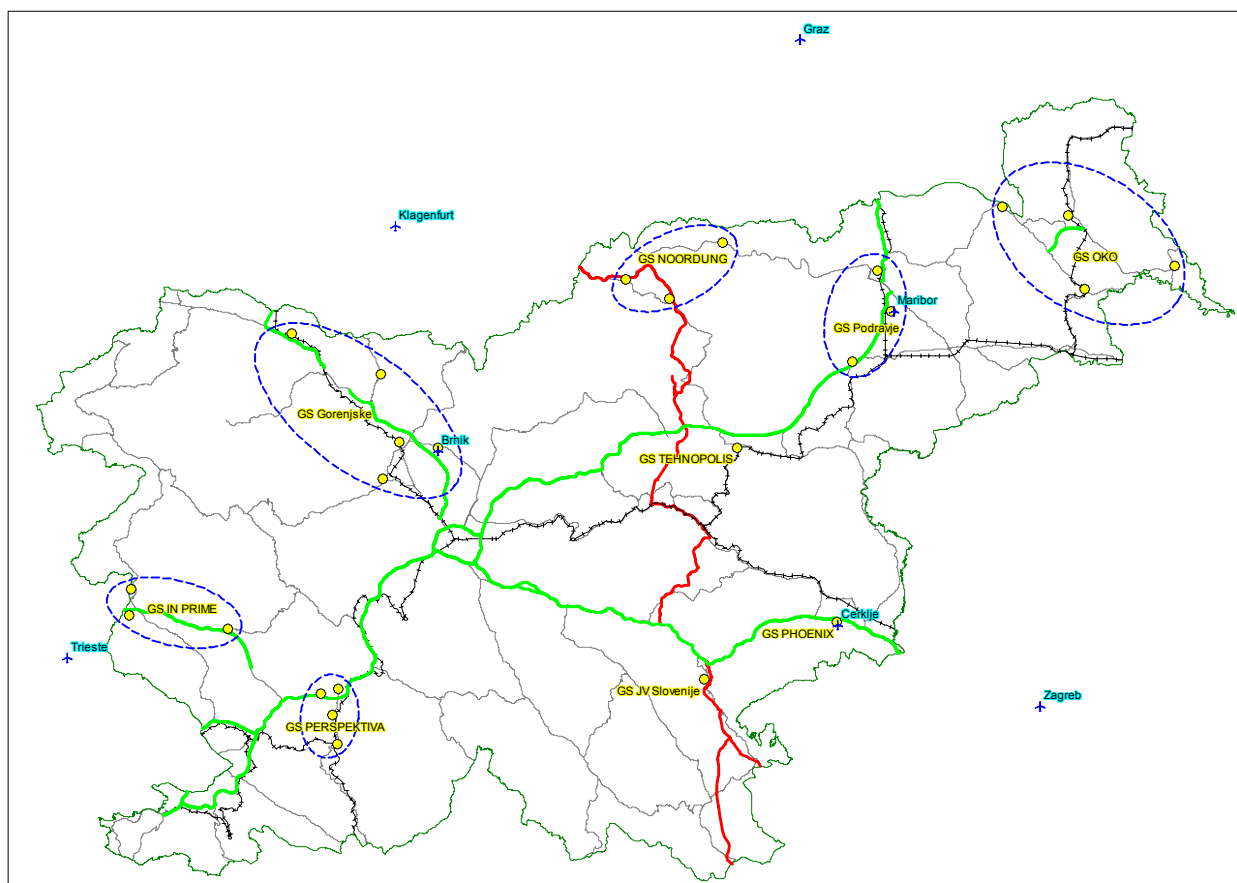 Graz
Klagenfurt
GS NOORDUNG
GS OKO
Maribor
GS Podravje
GS Gorenjske
Brnik
GS TEHNOPOLIS
GS IN PRIME
Cerklje
GS PHOENIX
Trieste
GS JV Slovenije
Zagreb
GS PERSPEKTIVA